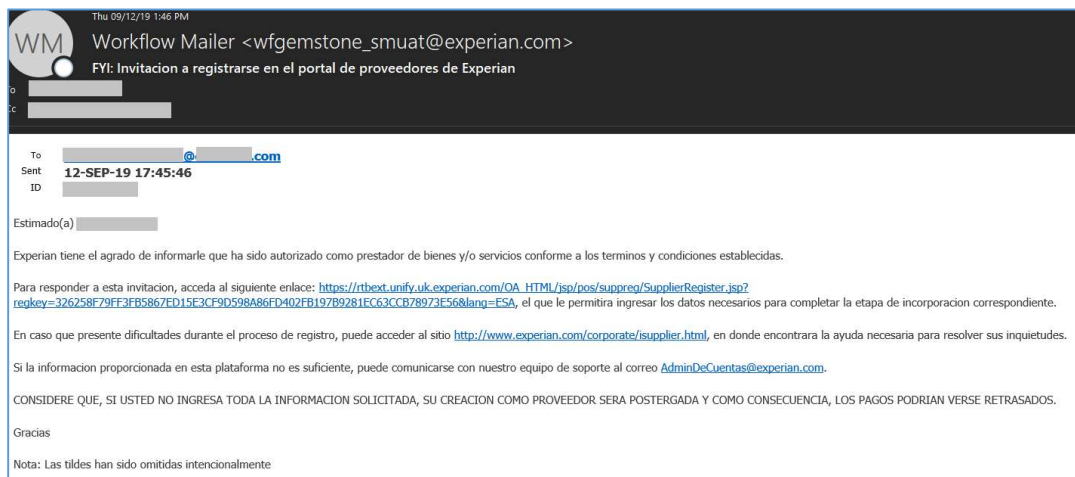 Thu 09/12/19 1:46 PM
WM
Workflow Mailer <wfgemstone_smuat@experian.com>
FYI: Invitacion a registrarse en el portal de proveedores de Experian
To
Cc
To @ .com
Sent 12-SEP-19 17:45:46
ID
Estimado(a)
Experian tiene el agrado de informarle que ha sido autorizado como prestador de bienes y/o servicios conforme a los terminos y condiciones establecidas.
Para responder a esta invitacion, acceda al siguiente enlace: https://rtbext.unify.uk.experian.com/OA_HTML/jsp/pos/suppreg/SupplierRegister.jsp?
regkey=326258F79FF3FB5867ED15E3CF9D598A86FD402FB197B9281EC63CCB78973E56&lang=ESA, el que le permitira ingresar los datos necesarios para completar la etapa de incorporacion correspondiente.
En caso que presente dificultades durante el proceso de registro, puede acceder al sitio http://www.experian.com/corporate/isupplier.html, en donde encontrara la ayuda necesaria para resolver sus inquietudes.
Si la informacion proporcionada en esta plataforma no es suficiente, puede comunicarse con nuestro equipo de soporte al correo AdminDeCuentas@experian.com.
CONSIDERE QUE, SI USTED NO INGRESA TODA LA INFORMACION SOLICITADA, SU CREACION COMO PROVEEDOR SERA POSTERGADA Y COMO CONSECUENCIA, LOS PAGOS PODRIAN VERSE RETRASADOS.
Gracias
Nota: Las tildes han sido omitidas intencionalmente